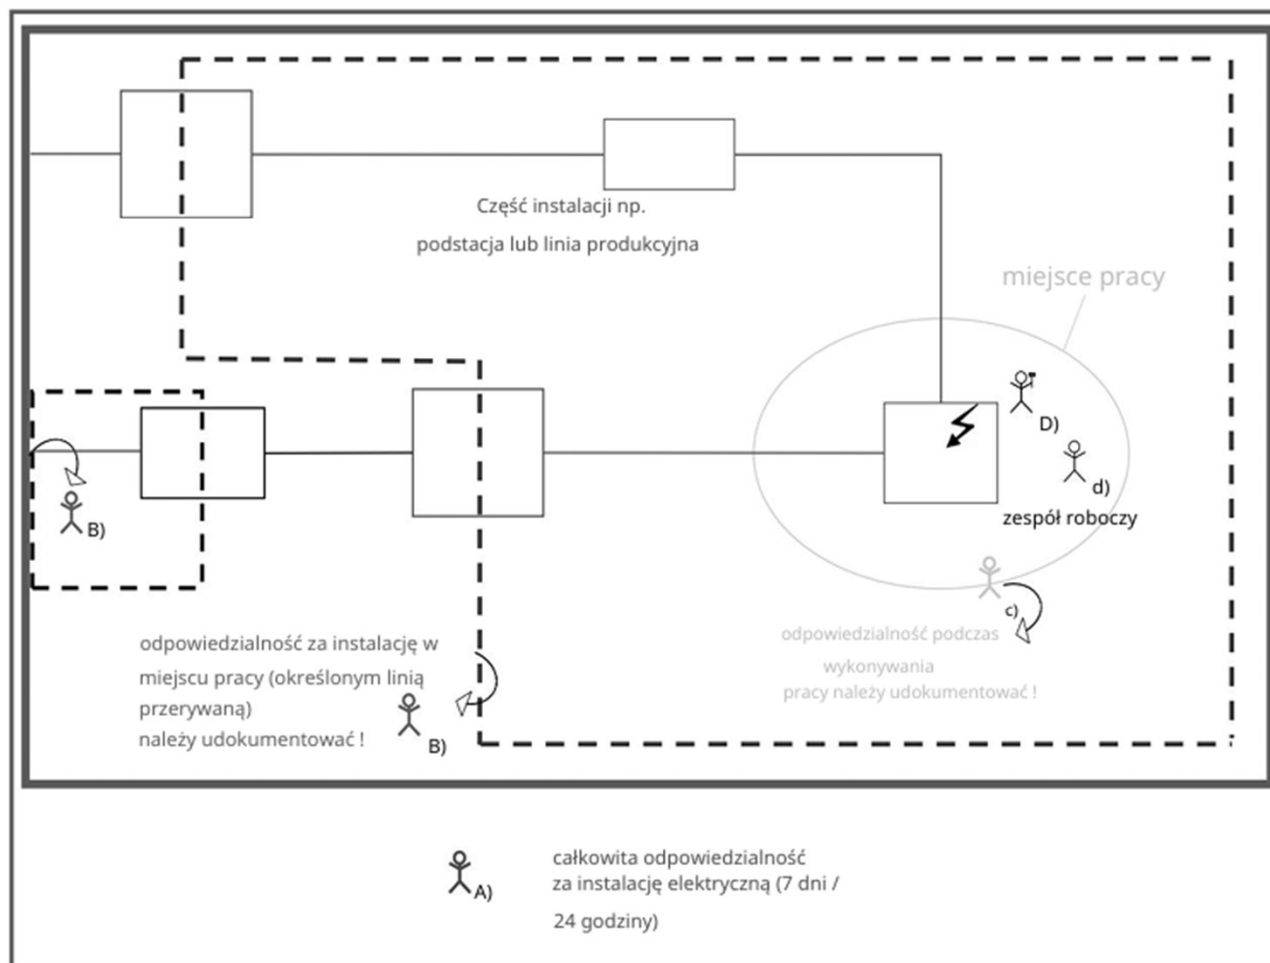 Część instalacji np.
podstacja lub linia produkcyjna
miejsce pracy
D)
d)
zespół roboczy
B)
c)
odpowiedzialność podczas
wykonywania
pracy należy udokumentować !
odpowiedzialność za instalację w
miejscu pracy (określonym linią
przerywaną)
należy udokumentować !
B)
A)
całkowita odpowiedzialność
za instalację elektryczną (7 dni /
24 godziny)